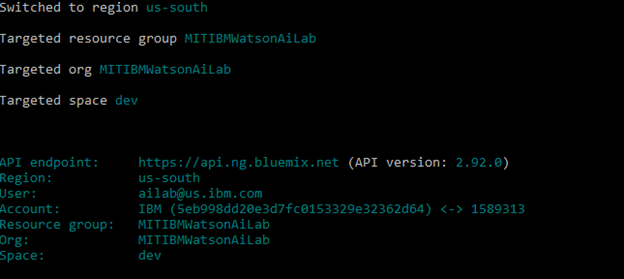 Switched to region us-south
Targeted resource group MITIBMWatsonAiLab
Targeted org MITIBMWatsonAiLab
Targeted space dev
API endpoint: https://api.ng.bluemix.net (API version: 2.92.0)
Region: us-south
User: ailab@us.ibm.com
Account: IBM (5eb998dd20e3d7fc0153329e32362d64) <-> 1589313
Resource group: MITIBMWatsonAiLab
Org: MITIBMWatsonAiLab
Space: dev